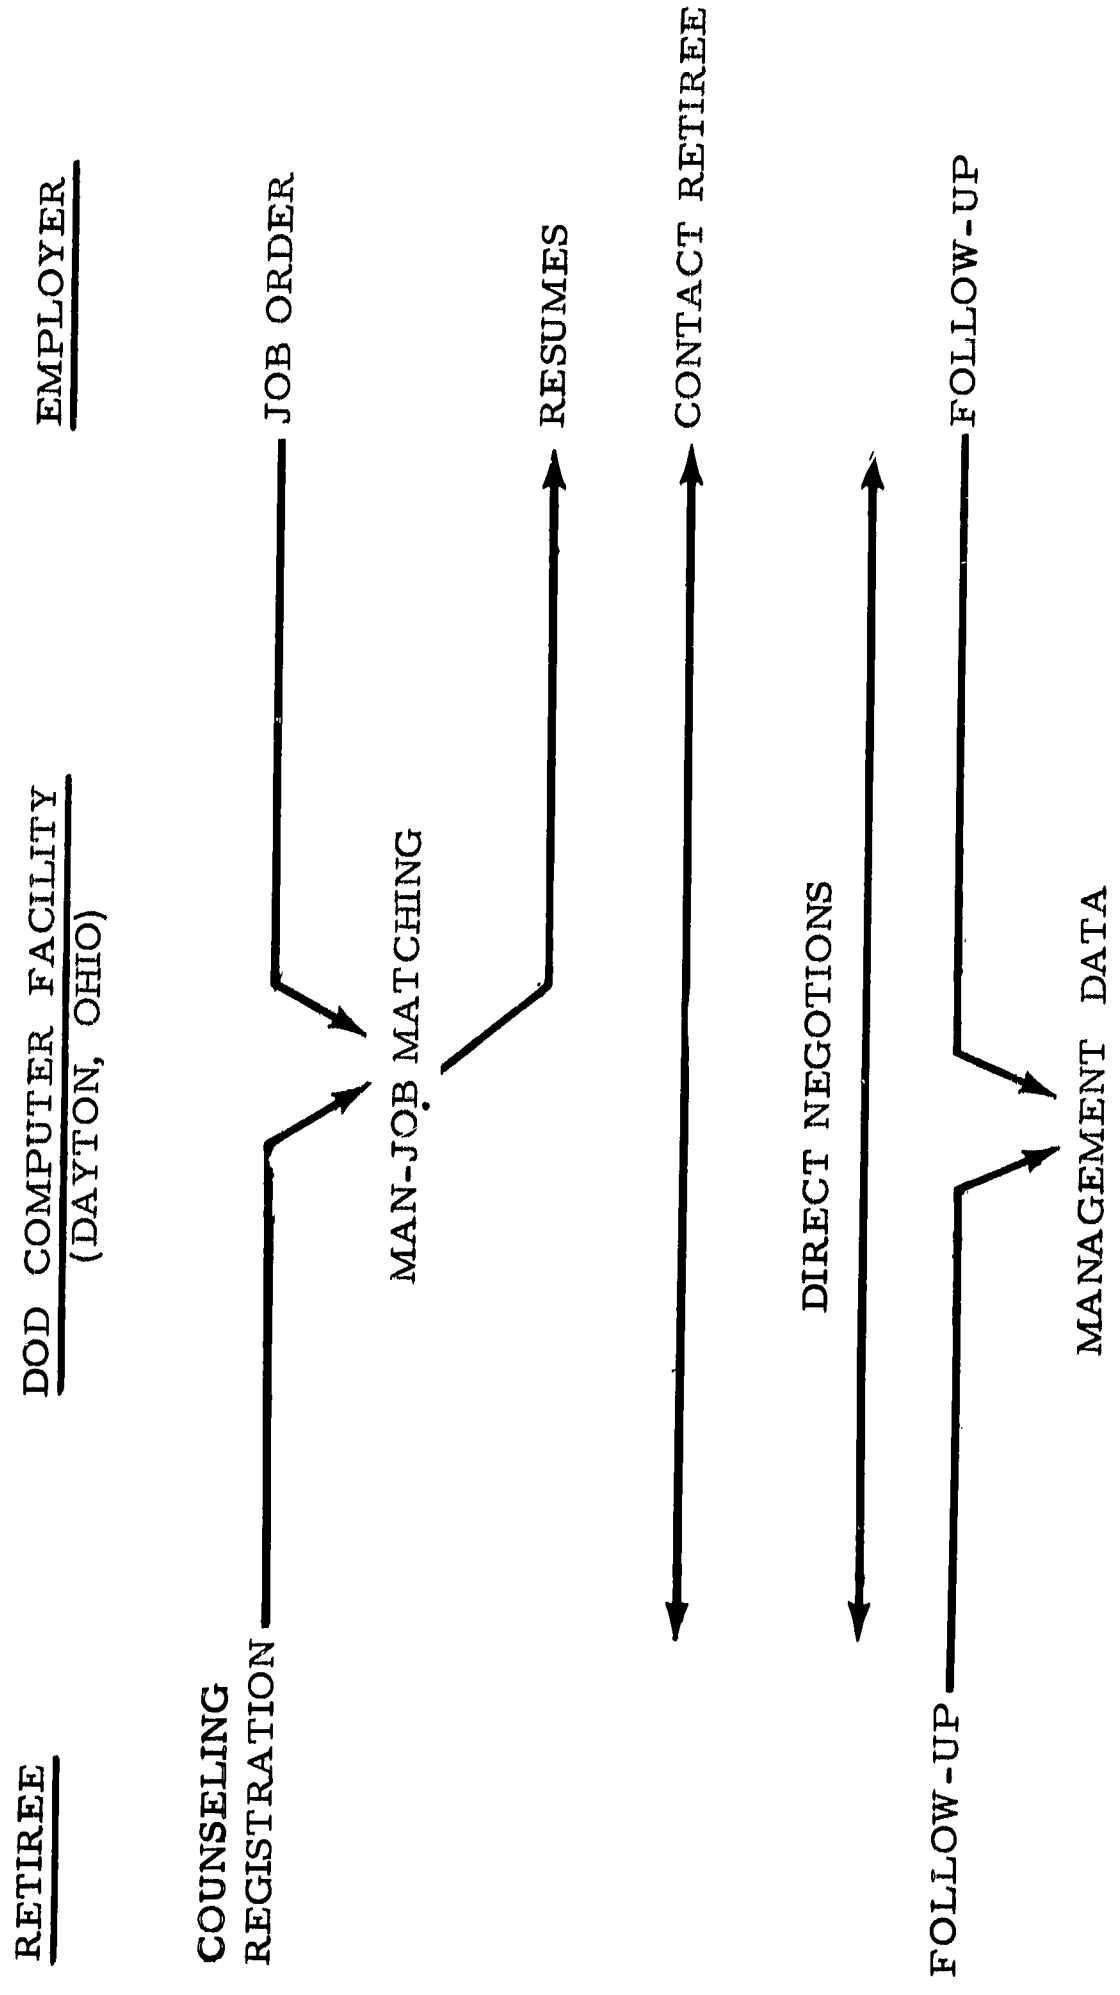 RETIREE
DOD COMPUTER FACILITY
(DAYTON, OHIO)
EMPLOYER
COUNSELING
REGISTRATION
JOB ORDER
MAN-JOB MATCHING
RESUMES
CONTACT RETIREE
DIRECT NEGOTIONS
FOLLOW-UP
FOLLOW-UP
MANAGEMENT DATA